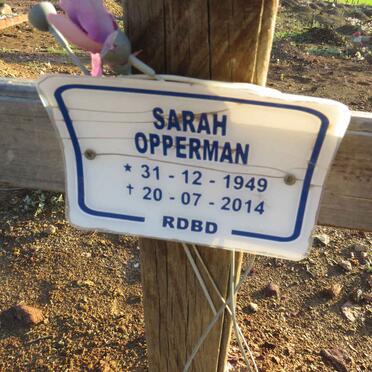 SARAH
OPPERMAN
* 31 - 12 - 1949
† 20 - 07 - 2014
RDBD